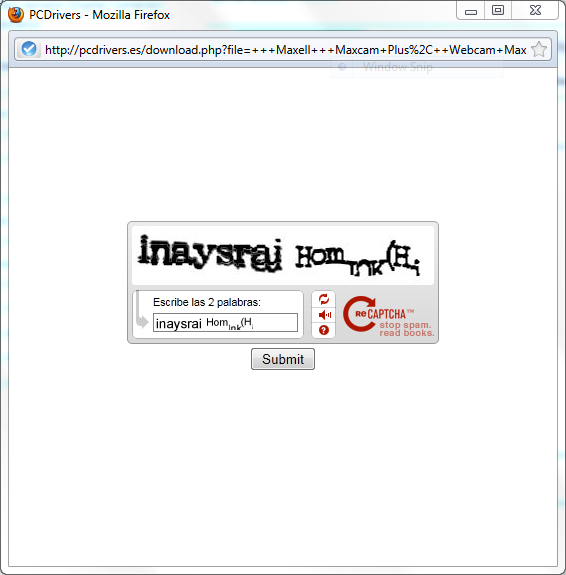 PCDrivers - Mozilla Firefox
http://pcdrivers.es/download.php?file=+++Maxell+++Maxcam+Plus%2C++Webcam+Max
Window Snip
inaysrai Hom Ink(H,
Escribe las 2 palabras:
inaysrai Hom Ink(H,
ReCAPTCHA™
stop spam.
read books.
Submit